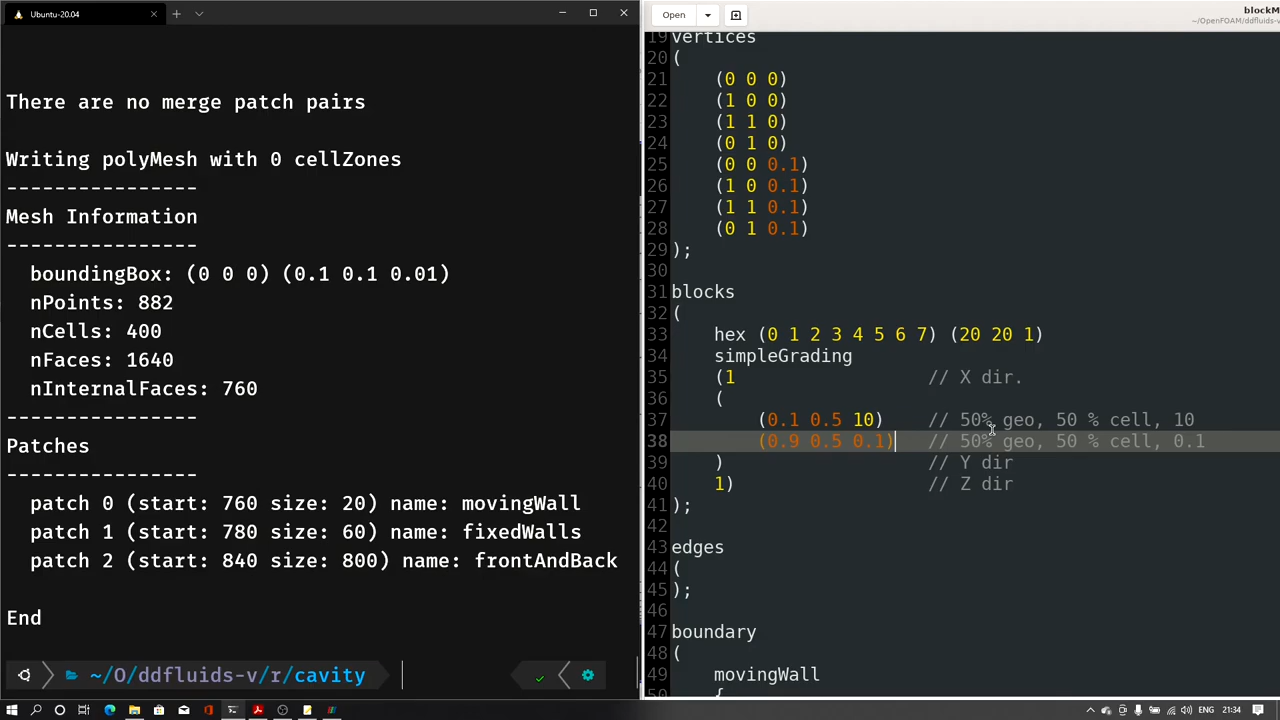 Ubuntu-20.04
There are no merge patch pairs
Writing polyMesh with 0 cellZones
----------------
Mesh Information
----------------
boundingBox: (0 0 0) (0.1 0.1 0.01)
nPoints: 882
nCells: 400
nFaces: 1640
nInternalFaces: 760
----------------
Patches
----------------
patch 0 (start: 760 size: 20) name: movingWall
patch 1 (start: 780 size: 60) name: fixedWalls
patch 2 (start: 840 size: 800) name: frontAndBack
End
~/O/ddfluids-v/r/cavity
Open
blockM
~/OpenFOAM/ddfluids-v
19 vertices
20 (
21 (0 0 0)
22 (1 0 0)
23 (1 1 0)
24 (0 1 0)
25 (0 0 0.1)
26 (1 0 0.1)
27 (1 1 0.1)
28 (0 1 0.1)
29 );
30
31 blocks
32 (
33 hex (0 1 2 3 4 5 6 7) (20 20 1)
34 simpleGrading
35 (1 // X dir.
36 (
37 (0.1 0.5 10) // 50% geo, 50 % cell, 10
38 (0.9 0.5 0.1) // 50% geo, 50 % cell, 0.1
39 ) // Y dir
40 1) // Z dir
41 );
42
43 edges
44 (
45 );
46
47 boundary
48 (
49 movingWall
50 {
ENG 21:34